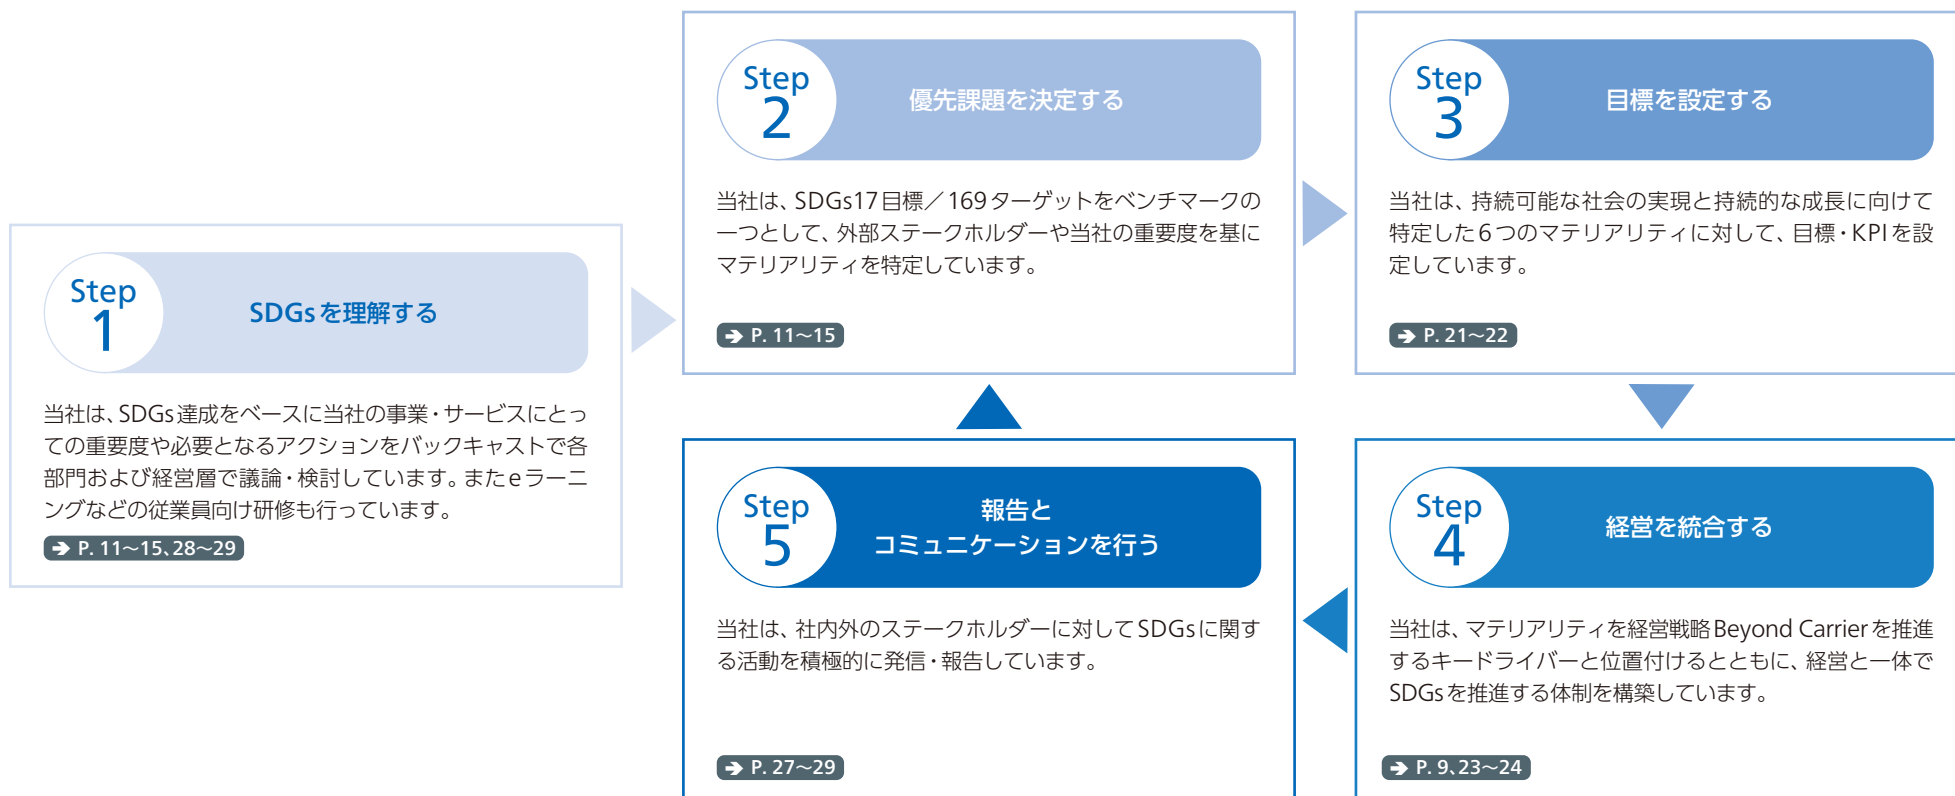 Step
1
SDGsを理解する
当社は、SDGs達成をベースに当社の事業・サービスにとっ
ての重要度や必要となるアクションをバックキャストで各
部門および経営層で議論・検討しています。またeラーニ
ングなどの従業員向け研修も行っています。
➔ P. 11～15、28～29
Step
2
優先課題を決定する
当社は、SDGs17目標／169ターゲットをベンチマークの
一つとして、外部ステークホルダーや当社の重要度を基に
マテリアリティを特定しています。
➔ P. 11～15
Step
3
目標を設定する
当社は、持続可能な社会の実現と持続的な成長に向けて
特定した6つのマテリアリティに対して、目標・KPIを設
定しています。
➔ P. 21～22
Step
4
経営を統合する
当社は、マテリアリティを経営戦略Beyond Carrierを推進
するキードライバーと位置付けるとともに、経営と一体で
SDGsを推進する体制を構築しています。
➔ P. 9、23～24
Step
5
報告と
コミュニケーションを行う
当社は、社内外のステークホルダーに対してSDGsに関す
る活動を積極的に発信・報告しています。
➔ P. 27～29